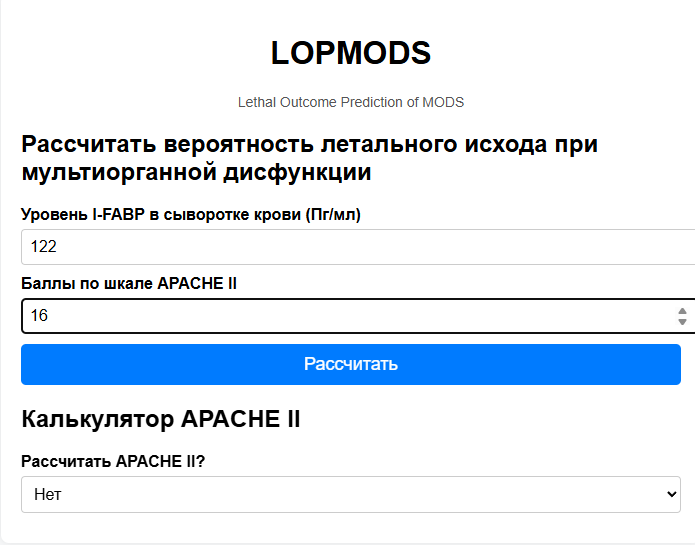 LOPMODS
Lethal Outcome Prediction of MODS
Рассчитать вероятность летального исхода при
мультиорганной дисфункции
Уровень I-FABP в сыворотке крови (Пг/мл)
122
Баллы по шкале APACHE II
16
Рассчитать
Калькулятор APACHE II
Рассчитать APACHE II?
Нет